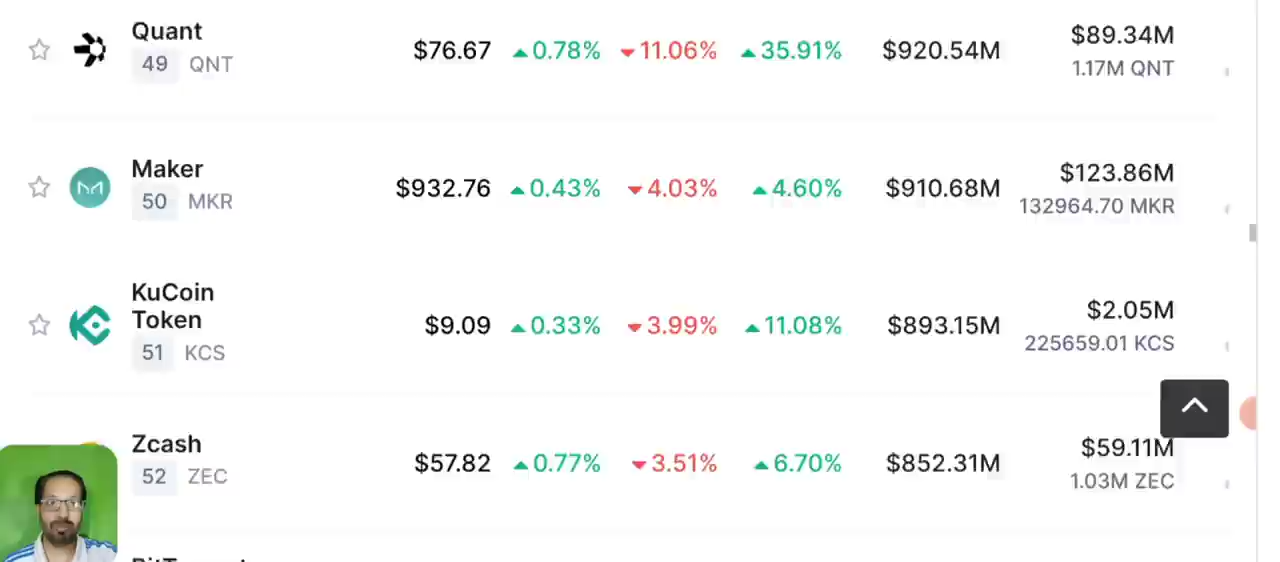 Quant
49 QNT
$76.67 0.78% 11.06% 35.91% $920.54M
$89.34M
1.17M QNT
Maker
50 MKR
$932.76 0.43% 4.03% 4.60% $910.68M
$123.86M
132964.70 MKR
KuCoin
Token
51 KCS
$9.09 0.33% 3.99% 11.08% $893.15M
$2.05M
225659.01 KCS
Zcash
52 ZEC
$57.82 0.77% 3.51% 6.70% $852.31M
$59.11M
1.03M ZEC